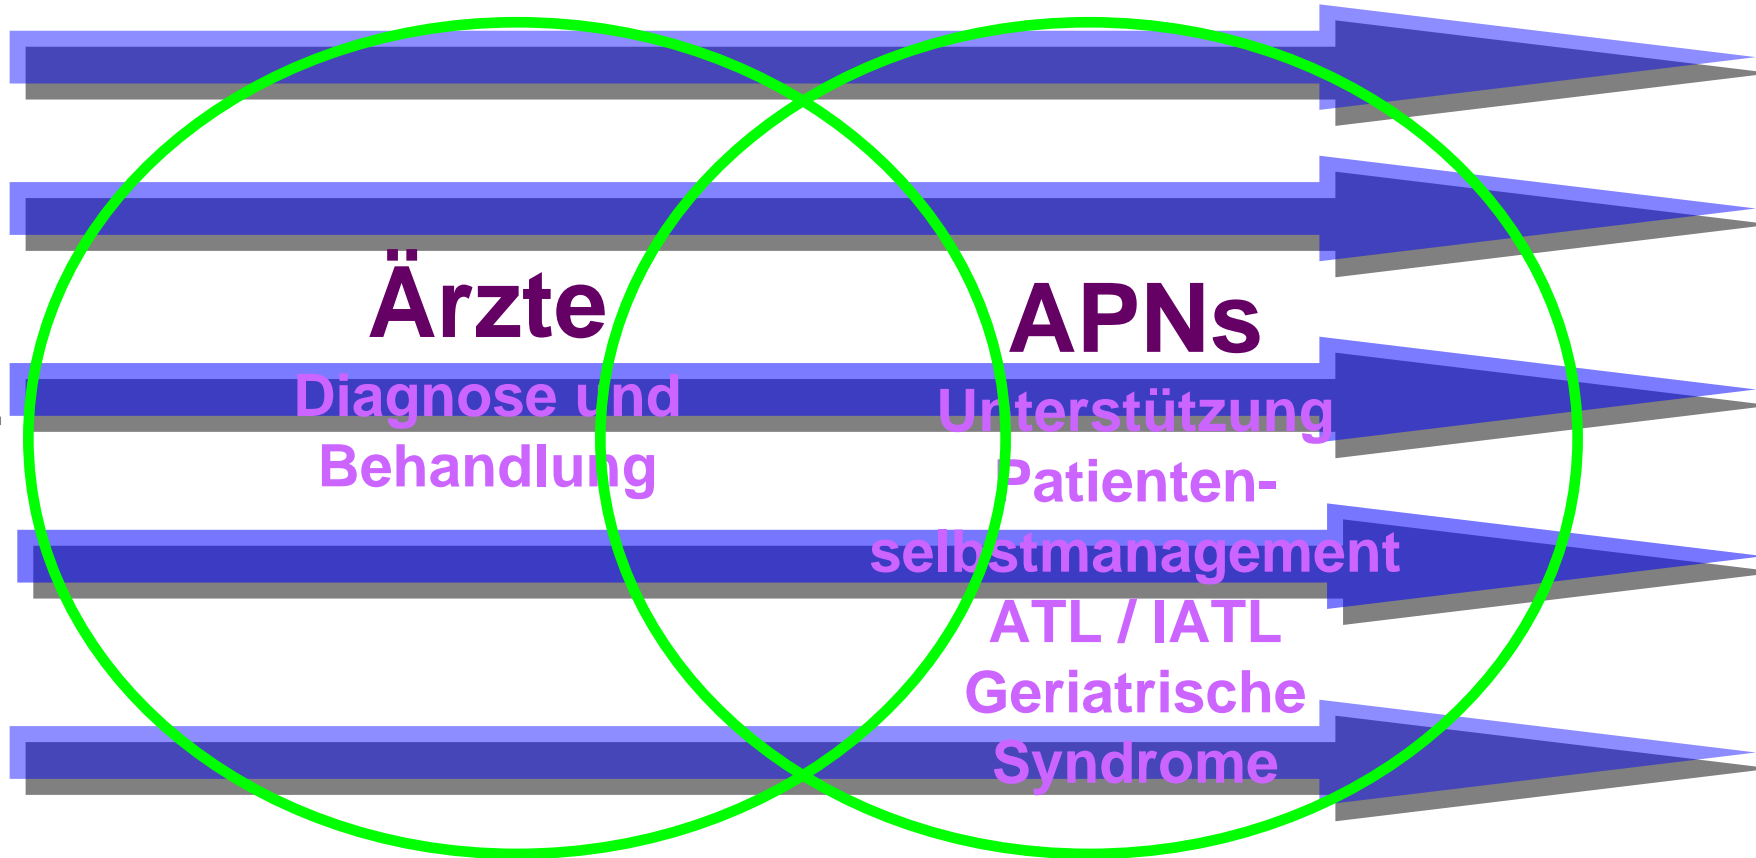 Ärzte
Diagnose und
Behandlung
APNs
Unterstützung
Patienten-
selbstmanagement
ATL / IATL
Geriatrische
Syndrome